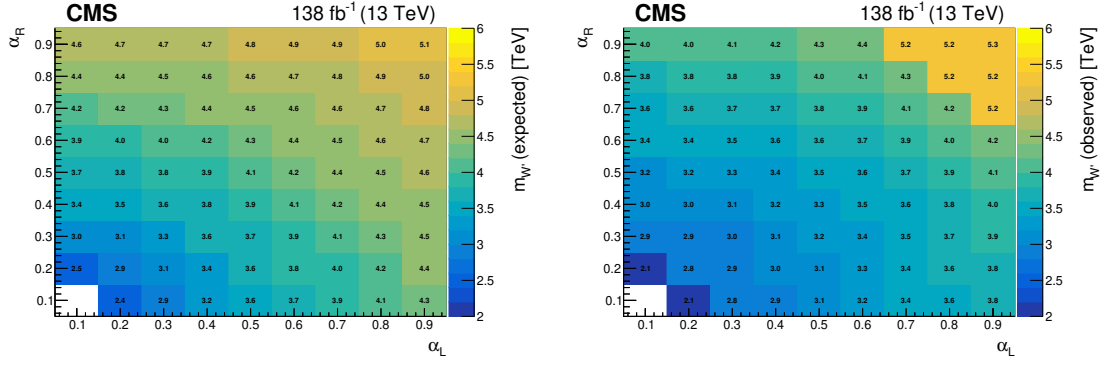 CMS 138 fb⁻¹ (13 TeV)
α_R
0.9 4.6 4.7 4.7 4.7 4.8 4.9 4.9 5.0 5.1
0.8 4.4 4.4 4.5 4.6 4.6 4.7 4.8 4.9 5.0
0.7 4.2 4.2 4.3 4.4 4.5 4.6 4.6 4.7 4.8
0.6 3.9 4.0 4.0 4.2 4.3 4.4 4.5 4.6 4.7
0.5 3.7 3.8 3.8 3.9 4.1 4.2 4.4 4.5 4.6
0.4 3.4 3.5 3.6 3.8 3.9 4.1 4.2 4.4 4.5
0.3 3.0 3.1 3.3 3.6 3.7 3.9 4.1 4.3 4.5
0.2 2.5 2.9 3.1 3.4 3.6 3.8 4.0 4.2 4.4
0.1 2.4 2.9 3.2 3.6 3.7 3.9 4.1 4.3
0.1 0.2 0.3 0.4 0.5 0.6 0.7 0.8 0.9
α_L
6
5.5
5
4.5
4
3.5
3
2.5
2
m_W' (expected) [TeV]
CMS 138 fb⁻¹ (13 TeV)
α_R
0.9 4.0 4.0 4.1 4.2 4.3 4.4 5.2 5.2 5.3
0.8 3.8 3.8 3.8 3.9 4.0 4.1 4.3 5.2 5.2
0.7 3.6 3.6 3.7 3.7 3.8 3.9 4.1 4.2 5.2
0.6 3.4 3.4 3.5 3.6 3.6 3.7 3.9 4.0 4.2
0.5 3.2 3.2 3.3 3.4 3.5 3.6 3.7 3.9 4.1
0.4 3.0 3.0 3.1 3.2 3.3 3.5 3.6 3.8 4.0
0.3 2.9 2.9 3.0 3.1 3.2 3.4 3.5 3.7 3.9
0.2 2.1 2.8 2.9 3.0 3.1 3.3 3.4 3.6 3.8
0.1 2.1 2.8 2.9 3.1 3.2 3.4 3.6 3.8
0.1 0.2 0.3 0.4 0.5 0.6 0.7 0.8 0.9
α_L
6
5.5
5
4.5
4
3.5
3
2.5
2
m_W' (observed) [TeV]